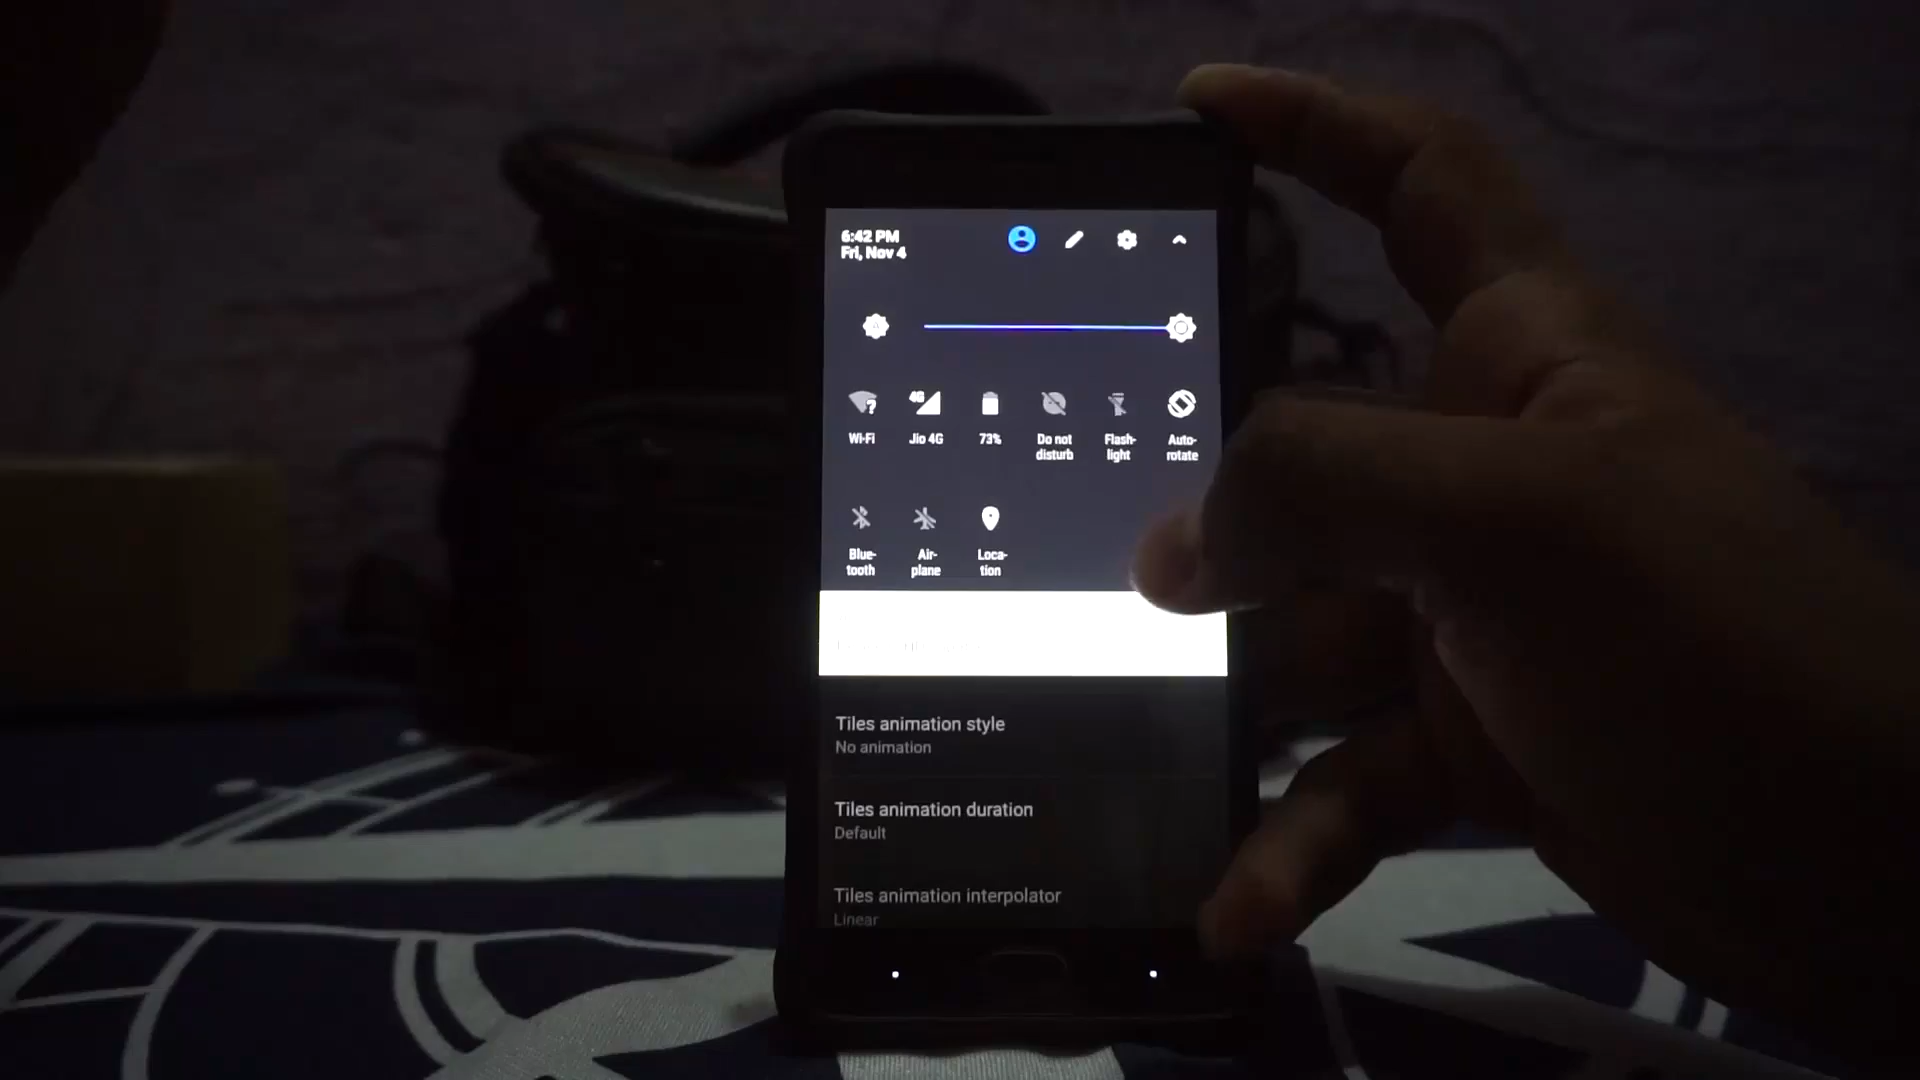 6:42 PM
Fri, Nov 4
4G
Wi-Fi
Jio 4G
73%
Do not
disturb
Flash-
light
Auto-
rotate
Blue-
tooth
Air-
plane
Loca-
tion
Tiles animation style
No animation
Tiles animation duration
Default
Tiles animation interpolator
Linear